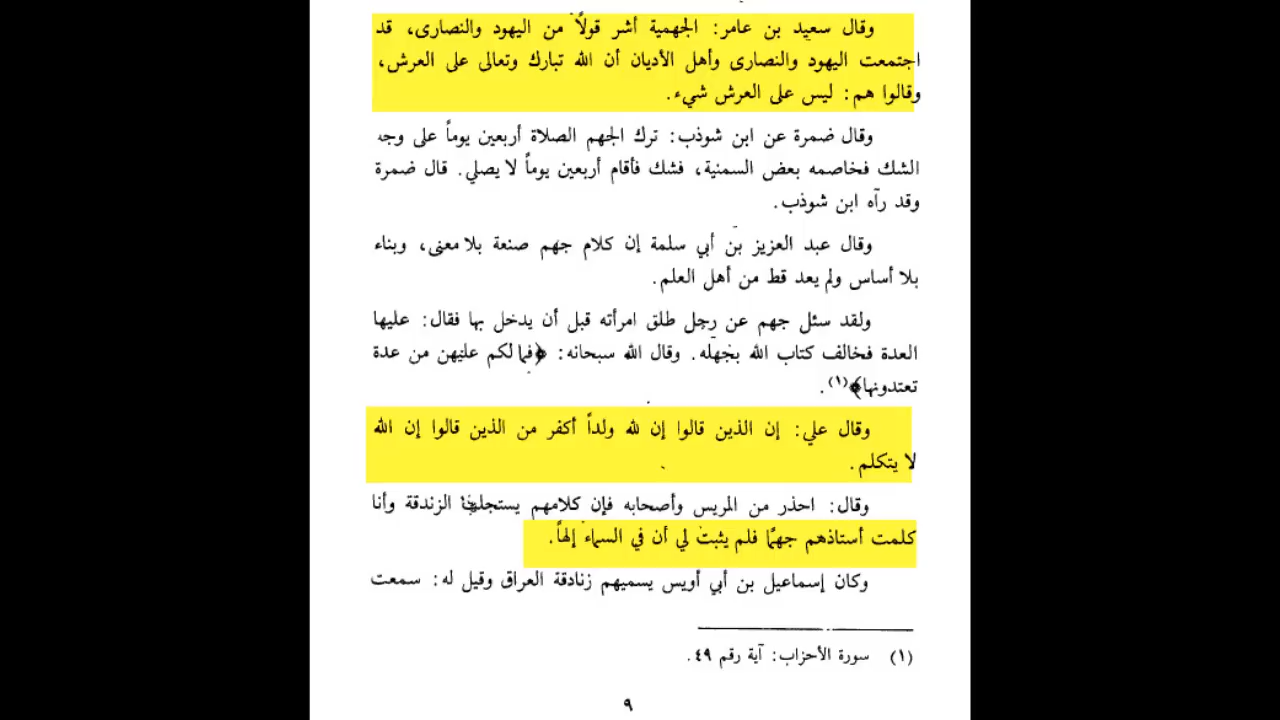 وقال سعيد بن عامر: الجهمية أشر قولاً من اليهود والنصارى، قد
اجتمعت اليهود والنصارى وأهل الأديان أن الله تبارك وتعالى على العرش،
وقالوا هم: ليس على العرش شيء.
وقال ضمرة عن ابن شوذب: ترك الجهم الصلاة أربعين يوماً على وجه
الشك فخاصمه بعض السمنية، فشك فأقام أربعين يوماً لا يصلي. قال ضمرة
وقد رآه ابن شوذب.
وقال عبد العزيز بن أبي سلمة إن كلام جهم صنعة بلا معنى، وبناء
بلا أساس ولم يعد قط من أهل العلم.
ولقد سئل جهم عن رجل طلق امرأته قبل أن يدخل بها فقال: عليها
العدة فخالف كتاب الله بجهله. وقال الله سبحانه: ﴿فما لكم عليهن من عدة
تعتدونها﴾(١).
وقال علي: إن الذين قالوا إن لله ولداً أكفر من الذين قالوا إن الله
لا يتكلم.
وقال: احذر من المريس وأصحابه فإن كلامهم الزندقة وأنا
كلمت أستاذهم جهمًا فلم يثبت لي أن في السماء إلهاً.
وكان إسماعيل بن أبي أويس يسميهم زنادقة العراق وقيل له: سمعت
(١) سورة الأحزاب: آية رقم ٤٩.
٩